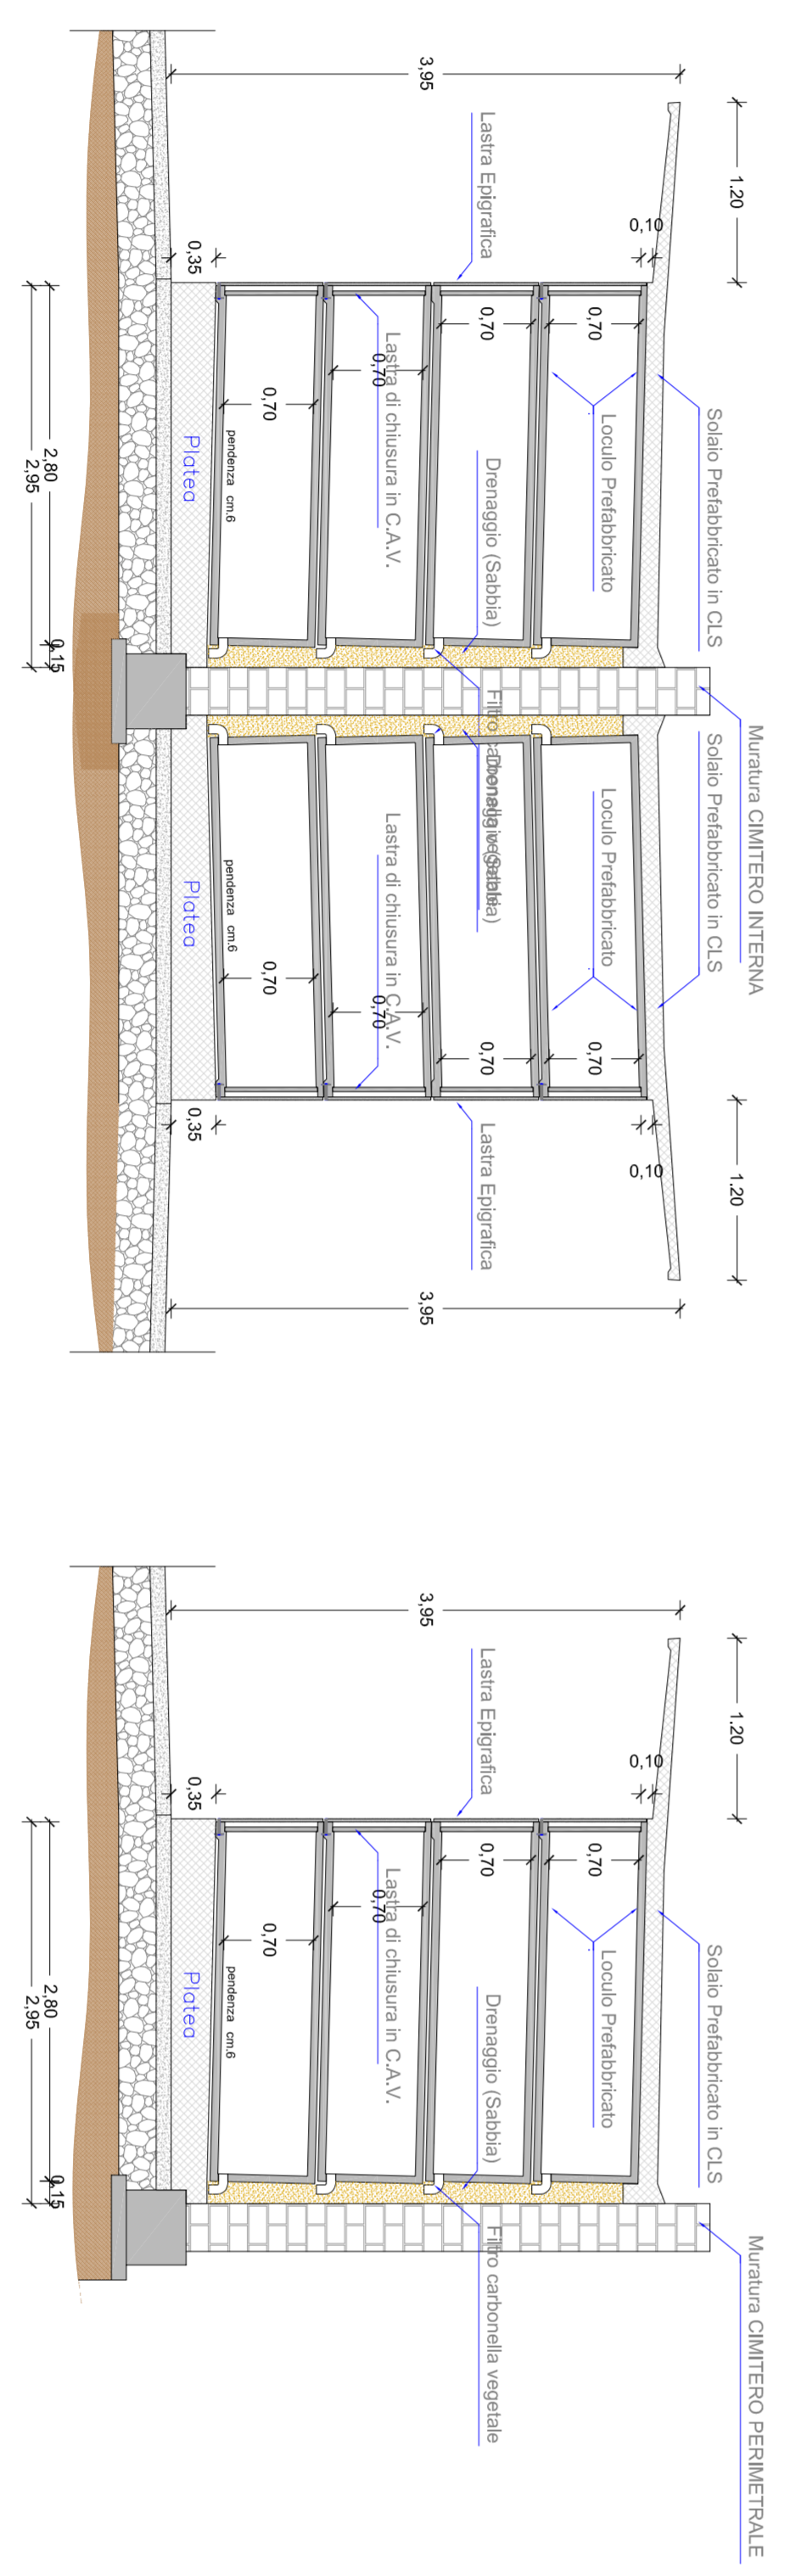 3,95
1.20
0,10
Lastra Epigrafica
0,35
0,70
0,70
0,70
0,70
Lastra di chiusura in C.A.V.
pendenza cm.6
Platea
Drenaggio (Sabbia)
Loculo Prefabbricato
Solaio Prefabbricato in CLS
2,80
2,95
0,15
Filtro carbonella vegetale
Drenaggio (Sabbia)
Muratura CIMITERO INTERNA
Solaio Prefabbricato in CLS
Loculo Prefabbricato
Lastra di chiusura in C.A.V.
pendenza cm.6
Platea
0,70
0,70
0,70
0,70
0,35
0,10
Lastra Epigrafica
1.20
3,95
3,95
1.20
0,10
Lastra Epigrafica
0,35
0,70
0,70
0,70
0,70
Lastra di chiusura in C.A.V.
pendenza cm.6
Platea
Drenaggio (Sabbia)
Loculo Prefabbricato
Solaio Prefabbricato in CLS
2,80
2,95
0,15
Filtro carbonella vegetale
Muratura CIMITERO PERIMETRALE